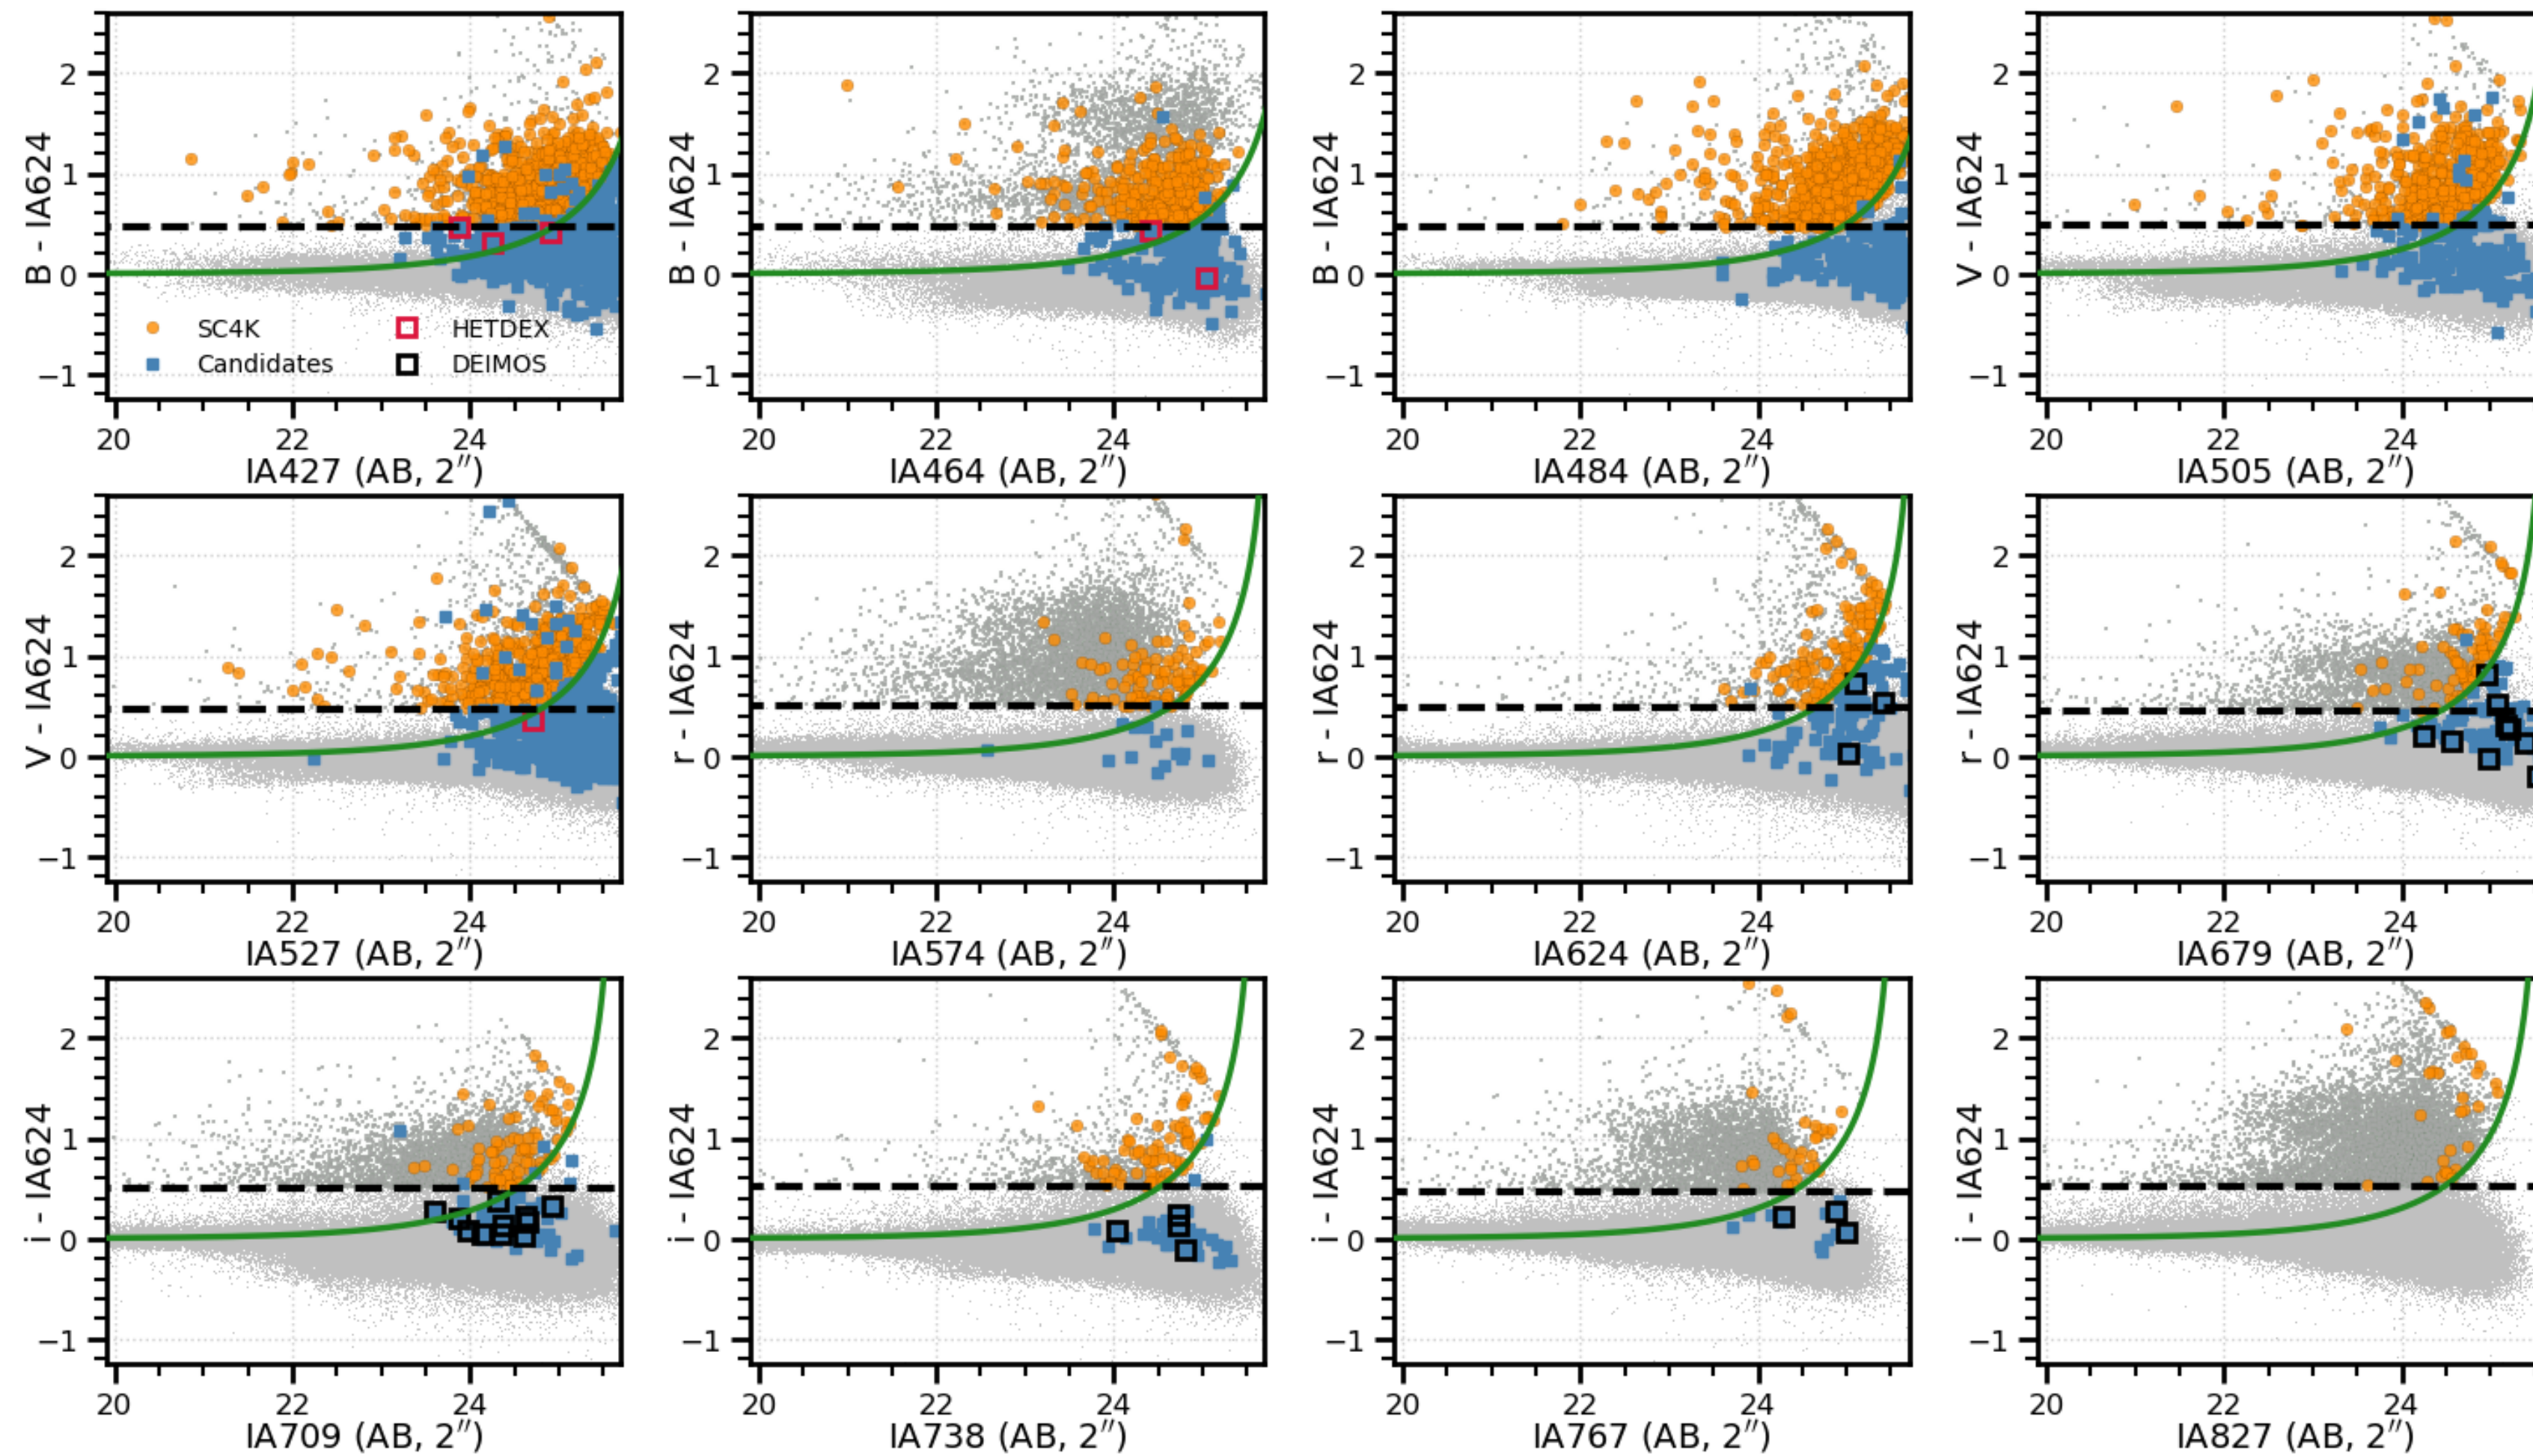 B - IA624
2
1
0
−1
SC4K
Candidates
HETDEX
DEIMOS
20 22 24
IA427 (AB, 2″)
B - IA624
2
1
0
−1
20 22 24
IA464 (AB, 2″)
B - IA624
2
1
0
−1
20 22 24
IA484 (AB, 2″)
V - IA624
2
1
0
−1
20 22 24
IA505 (AB, 2″)
V - IA624
2
1
0
−1
20 22 24
IA527 (AB, 2″)
r - IA624
2
1
0
−1
20 22 24
IA574 (AB, 2″)
r - IA624
2
1
0
−1
20 22 24
IA624 (AB, 2″)
r - IA624
2
1
0
−1
20 22 24
IA679 (AB, 2″)
i - IA624
2
1
0
−1
20 22 24
IA709 (AB, 2″)
i - IA624
2
1
0
−1
20 22 24
IA738 (AB, 2″)
i - IA624
2
1
0
−1
20 22 24
IA767 (AB, 2″)
i - IA624
2
1
0
−1
20 22 24
IA827 (AB, 2″)